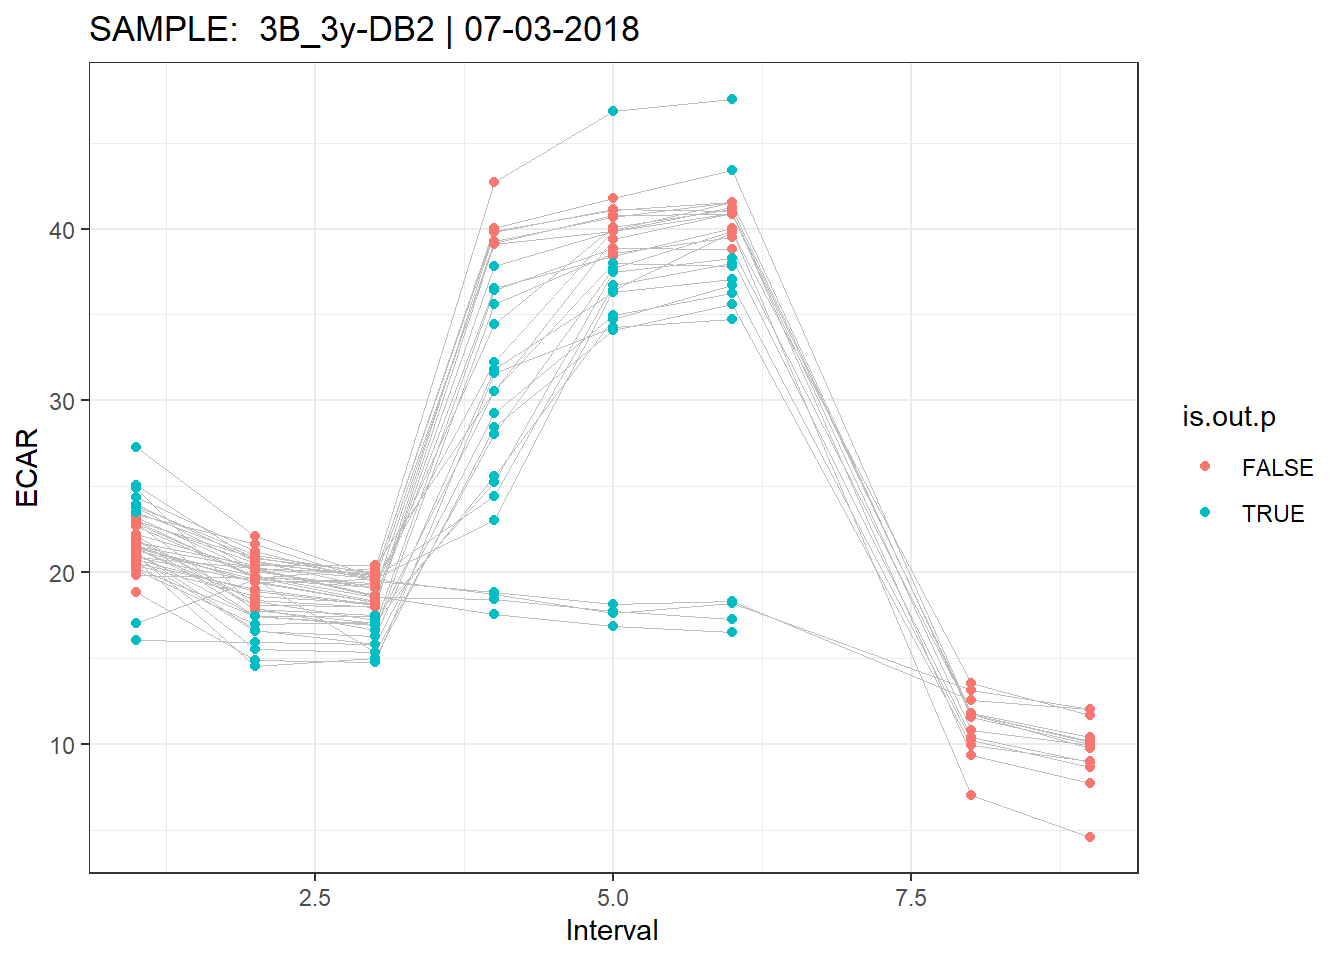 SAMPLE:  3B_3y-DB2 | 07-03-2018
ECAR
40
30
20
10
2.5
5.0
7.5
Interval
is.out.p
FALSE
TRUE